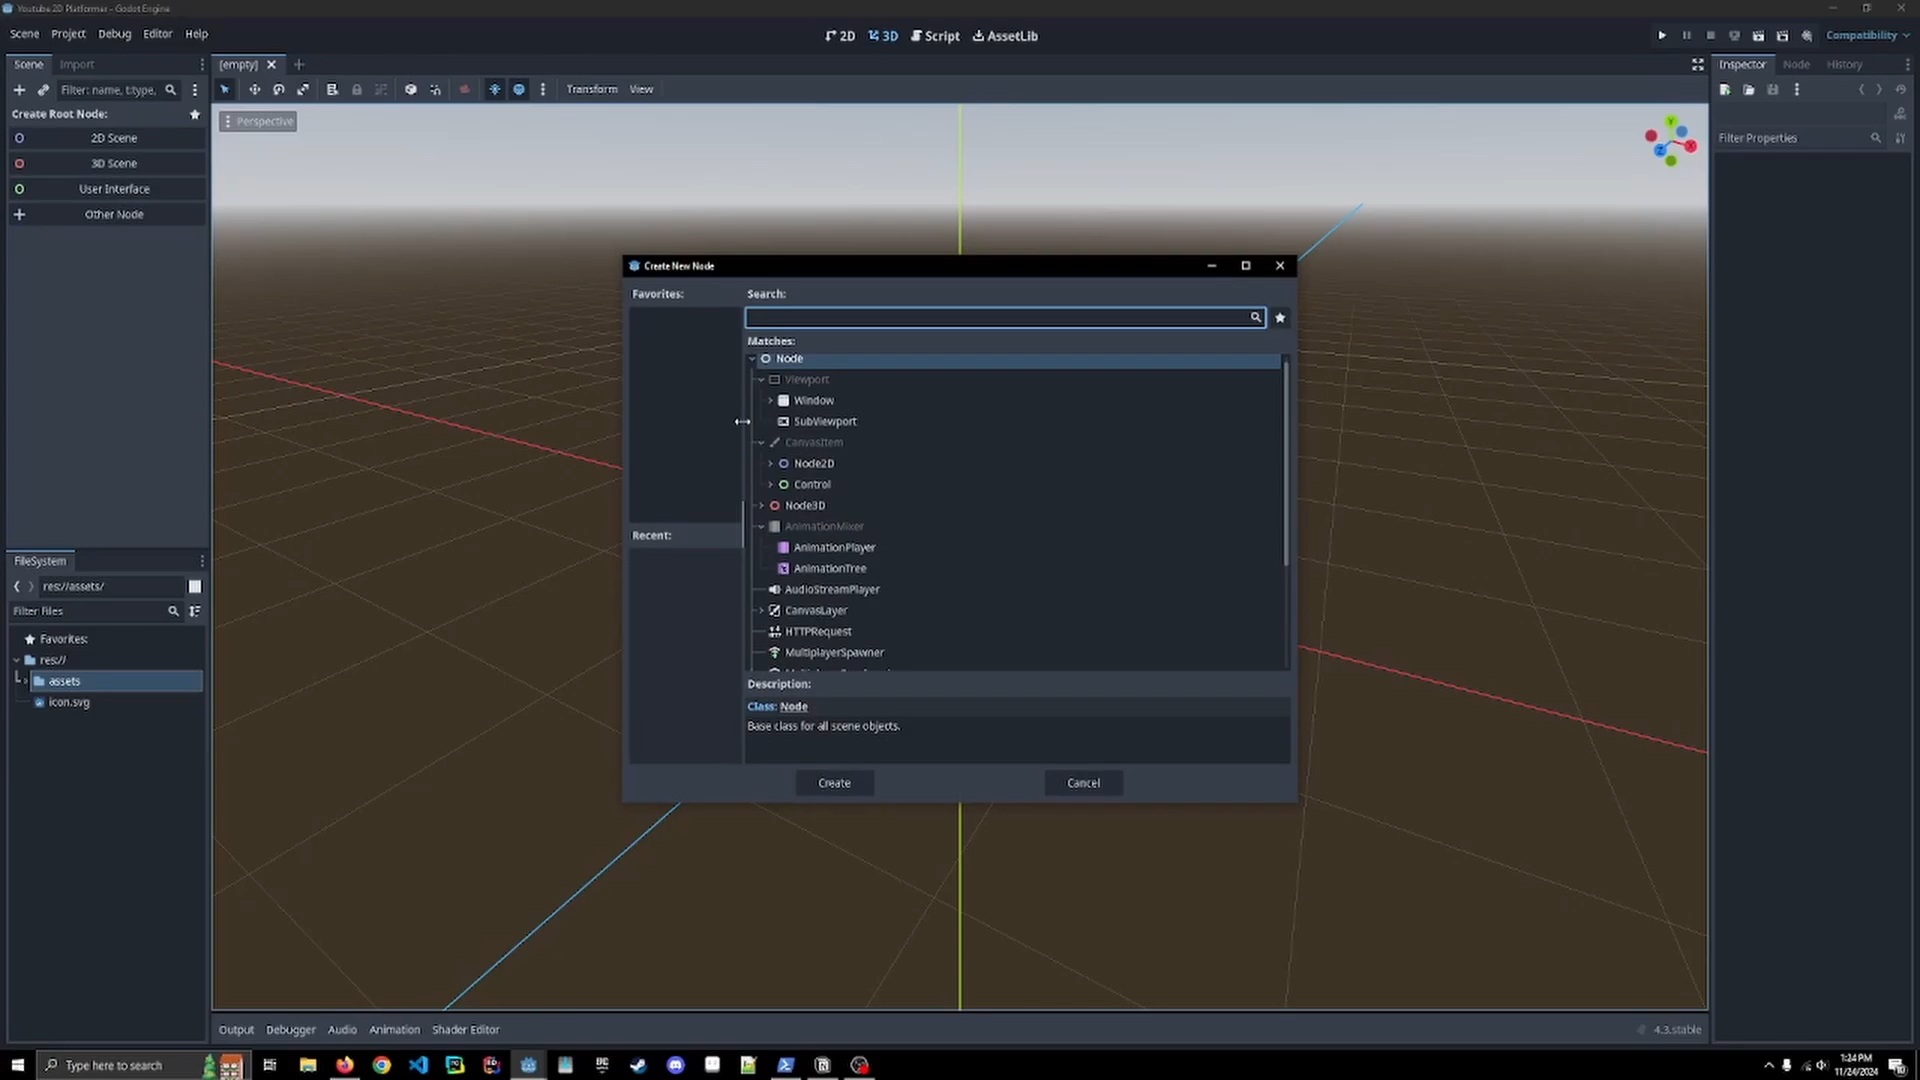 Youtube 2D Platformer - Godot Engine
Scene Project Debug Editor Help
2D 3D Script AssetLib
Compatibility
Scene Import
[empty]
Inspector Node History
Filter: name, t:type,
Transform View
Create Root Node:
Perspective
Y
X
Z
Filter Properties
2D Scene
3D Scene
User Interface
Other Node
Create New Node
Favorites:
Search:
Matches:
Node
Viewport
Window
SubViewport
CanvasItem
Node2D
Control
Node3D
AnimationMixer
AnimationPlayer
AnimationTree
AudioStreamPlayer
CanvasLayer
HTTPRequest
MultiplayerSpawner
Recent:
Description:
Class: Node
Base class for all scene objects.
Create Cancel
FileSystem
res://assets/
Filter Files
Favorites:
res://
assets
icon.svg
Output Debugger Audio Animation Shader Editor
4.3.stable
Type here to search
1:24 PM
11/24/2024